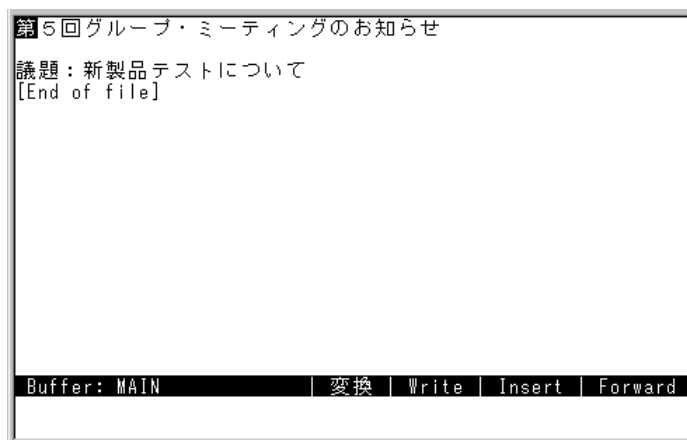 第５回グループ・ミーティングのお知らせ
議題：新製品テストについて
[End of file]
Buffer: MAIN | 変換 | Write | Insert | Forward